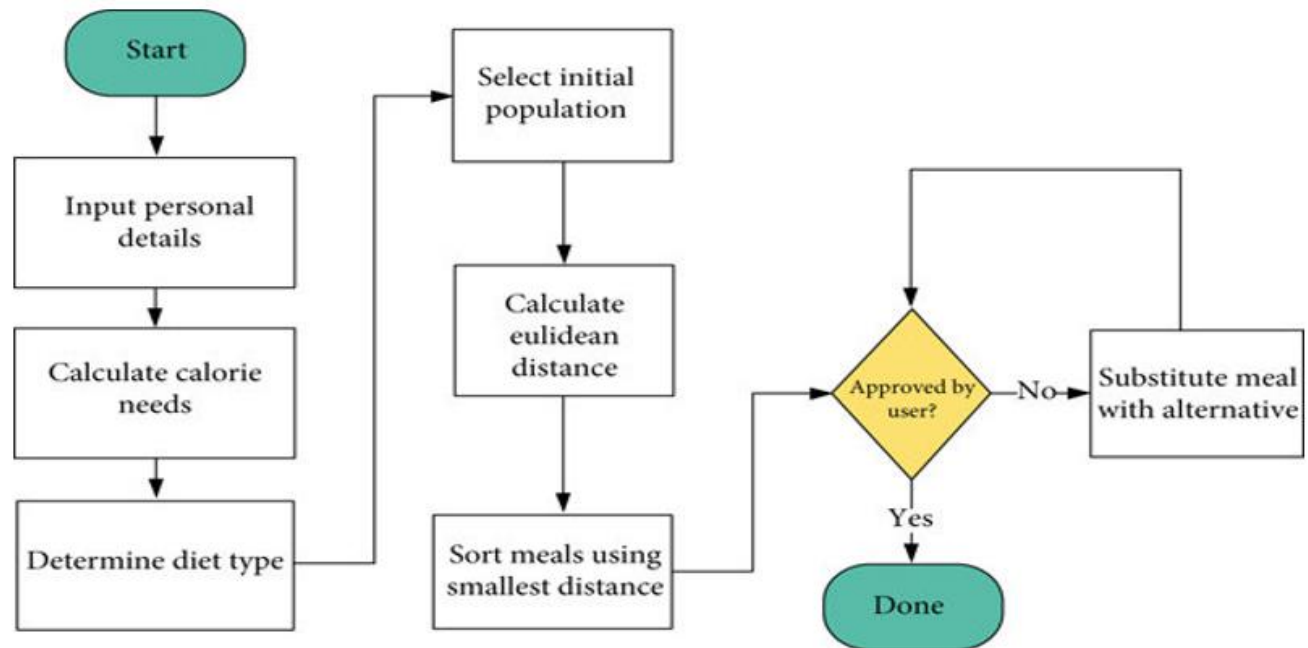 Start
Input personal
details
Calculate calorie
needs
Determine diet type
Select initial
population
Calculate
eulidean
distance
Sort meals using
smallest distance
Approved by
user?
No
Substitute meal
with alternative
Yes
Done